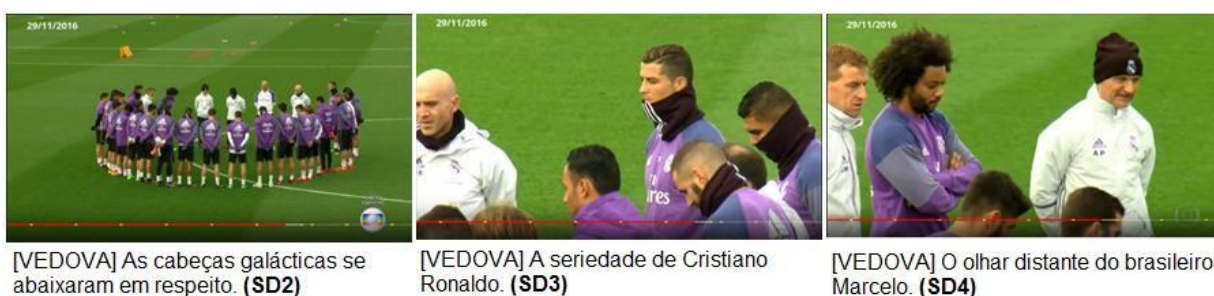 29/11/2016
29/11/2016
29/11/2016
A P
[VEDOVA] As cabeças galácticas se
abaixaram em respeito. (SD2)
[VEDOVA] A seriedade de Cristiano
Ronaldo. (SD3)
[VEDOVA] O olhar distante do brasileiro
Marcelo. (SD4)